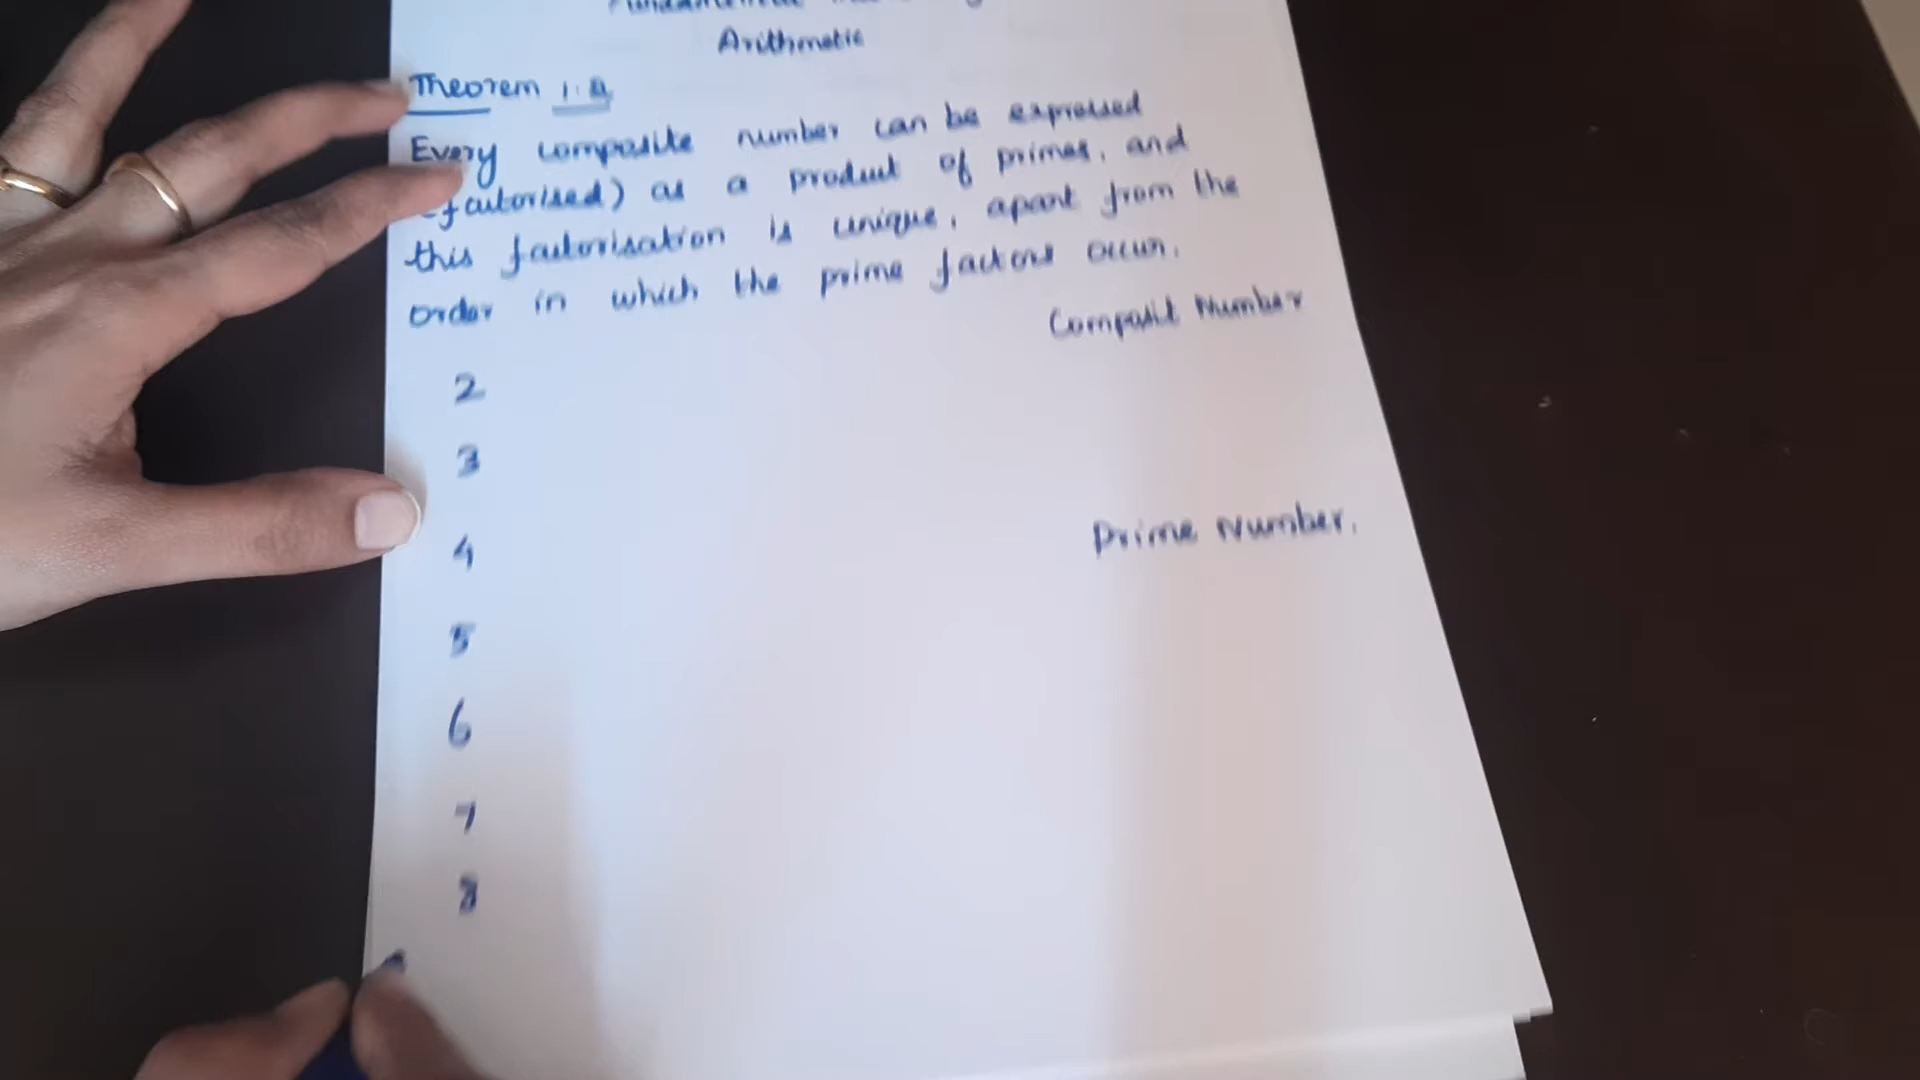 Arithmetic
Theorem
Every composite number can be expressed
(factorised) as a product of primes, and
this factorisation is unique, apart from the
order in which the prime factors occur.
Composit Number
2
3
Prime Number.
4
5
6
7
8